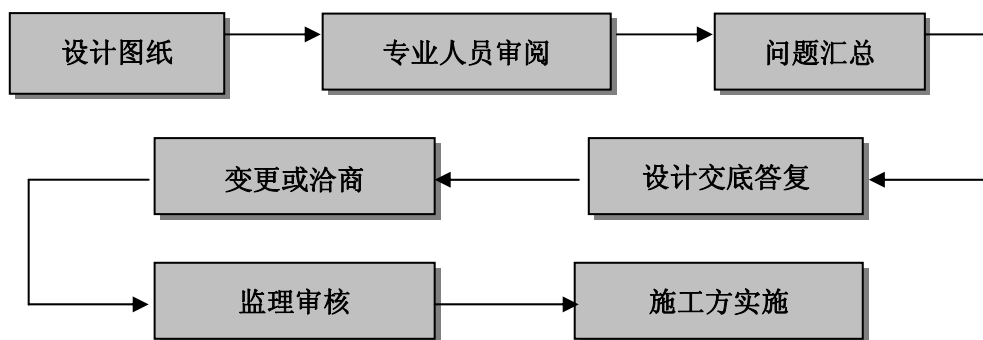 设计图纸
专业人员审阅
问题汇总
设计交底答复
变更或洽商
监理审核
施工方实施